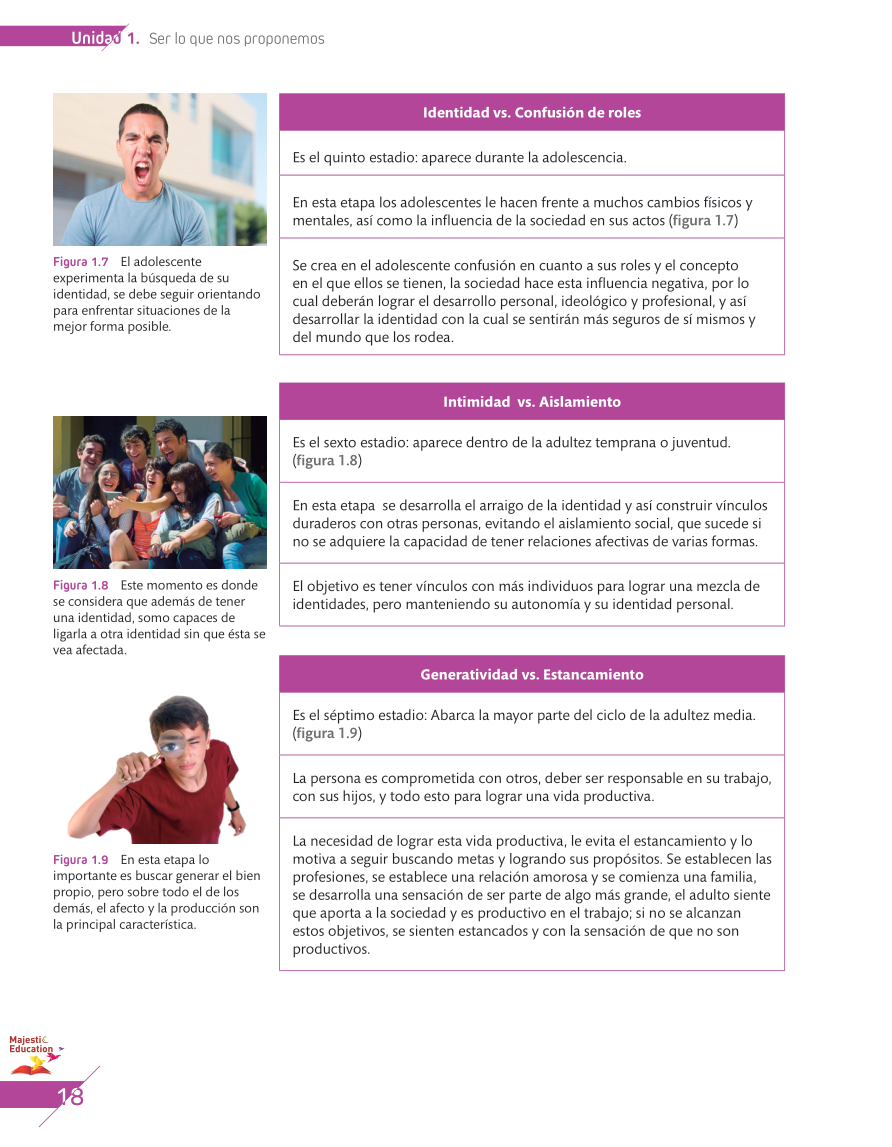 Unidad 1. Ser lo que nos proponemos
Figura 1.7 El adolescente
experimenta la búsqueda de su
identidad, se debe seguir orientando
para enfrentar situaciones de la
mejor forma posible.
Identidad vs. Confusión de roles
Es el quinto estadio: aparece durante la adolescencia.
En esta etapa los adolescentes le hacen frente a muchos cambios físicos y
mentales, así como la influencia de la sociedad en sus actos (figura 1.7)
Se crea en el adolescente confusión en cuanto a sus roles y el concepto
en el que ellos se tienen, la sociedad hace esta influencia negativa, por lo
cual deberán lograr el desarrollo personal, ideológico y profesional, y así
desarrollar la identidad con la cual se sentirán más seguros de sí mismos y
del mundo que los rodea.
Figura 1.8 Este momento es donde
se considera que además de tener
una identidad, somo capaces de
ligarla a otra identidad sin que ésta se
vea afectada.
Intimidad vs. Aislamiento
Es el sexto estadio: aparece dentro de la adultez temprana o juventud.
(figura 1.8)
En esta etapa se desarrolla el arraigo de la identidad y así construir vínculos
duraderos con otras personas, evitando el aislamiento social, que sucede si
no se adquiere la capacidad de tener relaciones afectivas de varias formas.
El objetivo es tener vínculos con más individuos para lograr una mezcla de
identidades, pero manteniendo su autonomía y su identidad personal.
Figura 1.9 En esta etapa lo
importante es buscar generar el bien
propio, pero sobre todo el de los
demás, el afecto y la producción son
la principal característica.
Generatividad vs. Estancamiento
Es el séptimo estadio: Abarca la mayor parte del ciclo de la adultez media.
(figura 1.9)
La persona es comprometida con otros, deber ser responsable en su trabajo,
con sus hijos, y todo esto para lograr una vida productiva.
La necesidad de lograr esta vida productiva, le evita el estancamiento y lo
motiva a seguir buscando metas y logrando sus propósitos. Se establecen las
profesiones, se establece una relación amorosa y se comienza una familia,
se desarrolla una sensación de ser parte de algo más grande, el adulto siente
que aporta a la sociedad y es productivo en el trabajo; si no se alcanzan
estos objetivos, se sienten estancados y con la sensación de que no son
productivos.
Majestic
Education
18